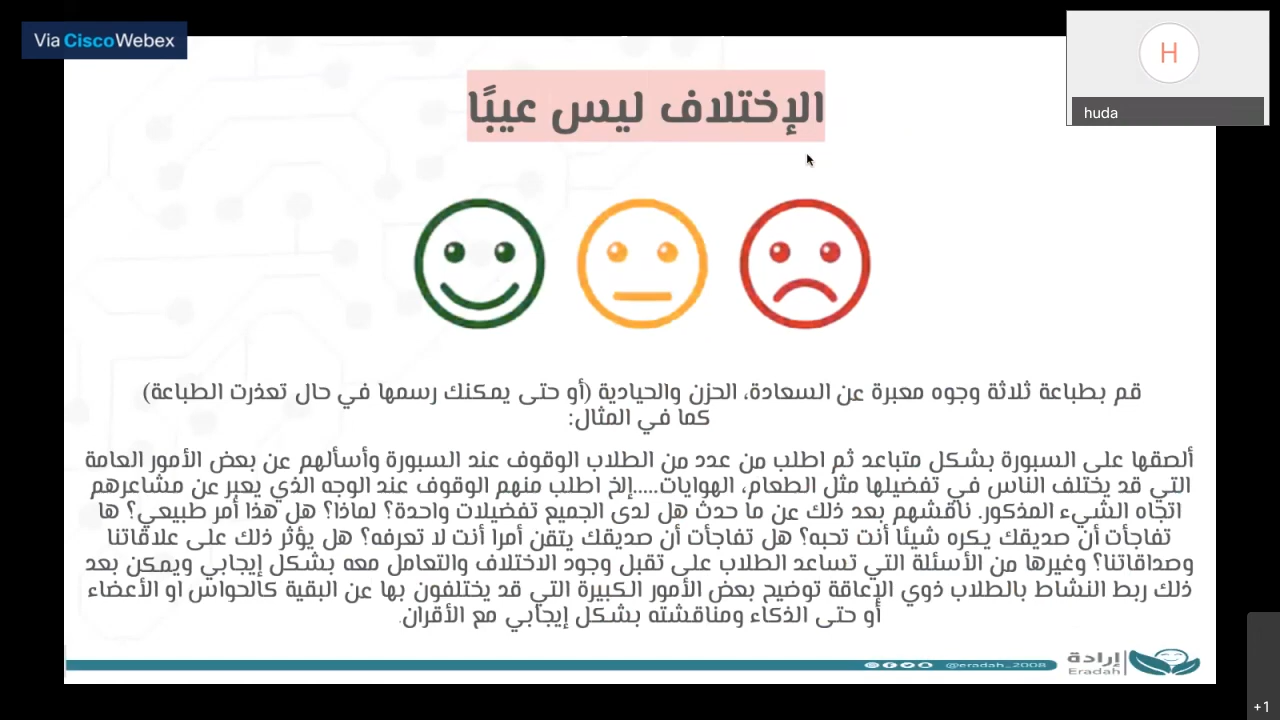 Via Cisco Webex
H
huda
الإختلاف ليس عيبًا
قم بطباعة ثلاثة وجوه معبرة عن السعادة، الحزن والحيادية (أو حتى يمكنك رسمها في حال تعذرت الطباعة)
كما في المثال:
ألصقها على السبورة بشكل متباعد ثم اطلب من عدد من الطلاب الوقوف عند السبورة وأسألهم عن بعض الأمور العامة
التي قد يختلف الناس في تفضيلها مثل الطعام، الهوايات.....إلخ اطلب منهم الوقوف عند الوجه الذي يعبر عن مشاعرهم
اتجاه الشيء المذكور. ناقشهم بعد ذلك عن ما حدث هل لدى الجميع تفضيلات واحدة؟ لماذا؟ هل هذا أمر طبيعي؟ ها
تفاجأت أن صديقك يكره شيئا أنت تحبه؟ هل تفاجأت أن صديقك يتقن أمرا أنت لا تعرفه؟ هل يؤثر ذلك على علاقاتنا
وصداقاتنا؟ وغيرها من الأسئلة التي تساعد الطلاب على تقبل وجود الاختلاف والتعامل معه بشكل إيجابي ويمكن بعد
ذلك ربط النشاط بالطلاب ذوي الإعاقة توضيح بعض الأمور الكبيرة التي قد يختلفون بها عن البقية كالحواس او الأعضاء
أو حتى الذكاء ومناقشته بشكل إيجابي مع الأقران.
@eradah_2008
إرادة
Eradah
+1